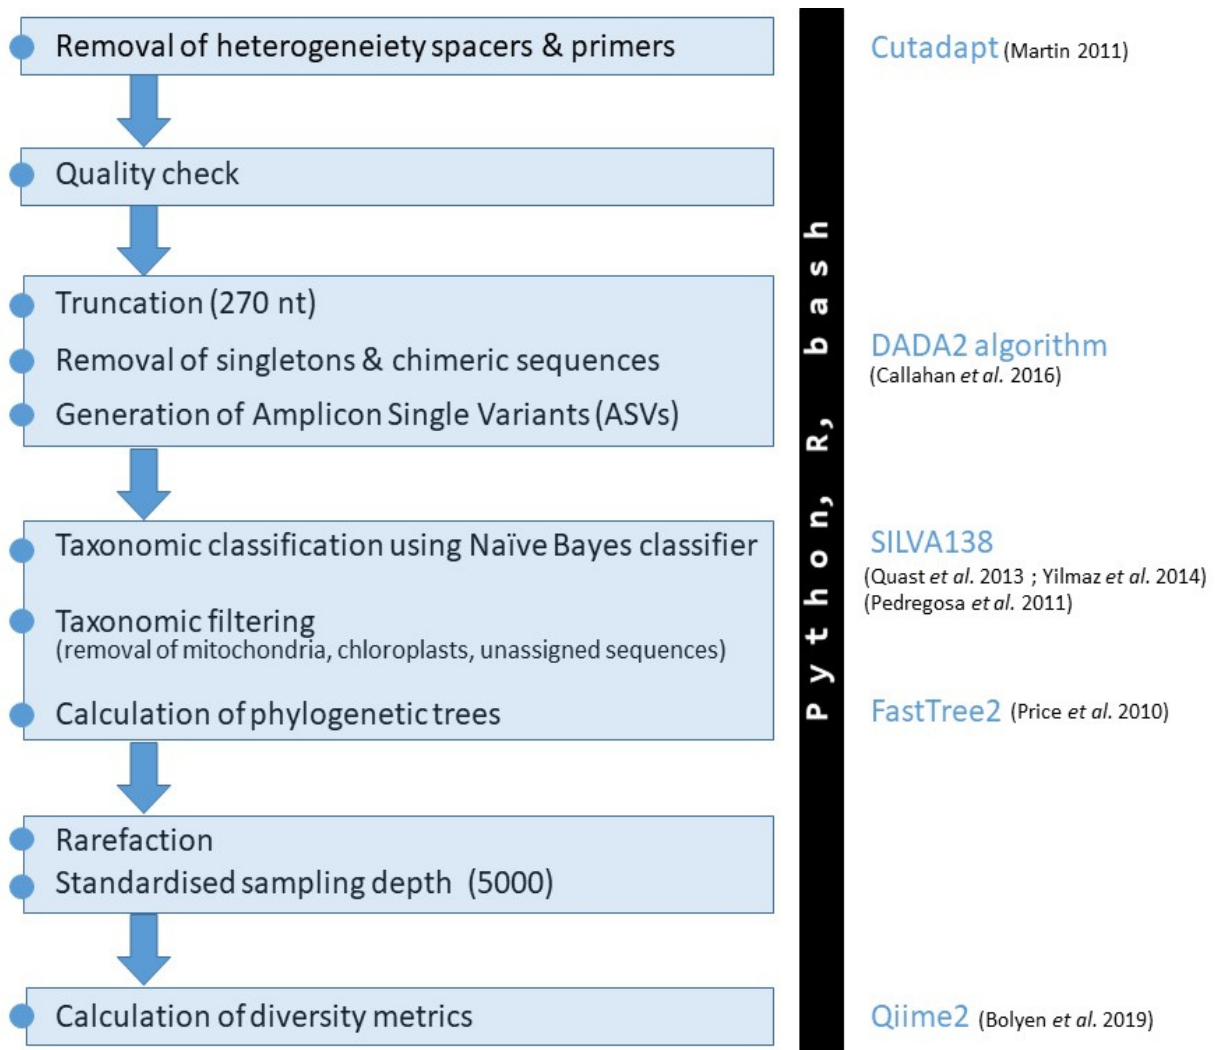 Removal of heterogeneiety spacers & primers
Cutadapt (Martin 2011)
Quality check
Truncation (270 nt)
Removal of singletons & chimeric sequences
Generation of Amplicon Single Variants (ASVs)
DADA2 algorithm
(Callahan et al. 2016)
Taxonomic classification using Naïve Bayes classifier
Taxonomic filtering
(removal of mitochondria, chloroplasts, unassigned sequences)
Calculation of phylogenetic trees
SILVA138
(Quast et al. 2013 ; Yilmaz et al. 2014)
(Pedregosa et al. 2011)
FastTree2 (Price et al. 2010)
Rarefaction
Standardised sampling depth (5000)
Calculation of diversity metrics
Qiime2 (Bolyen et al. 2019)
Python, R, bash